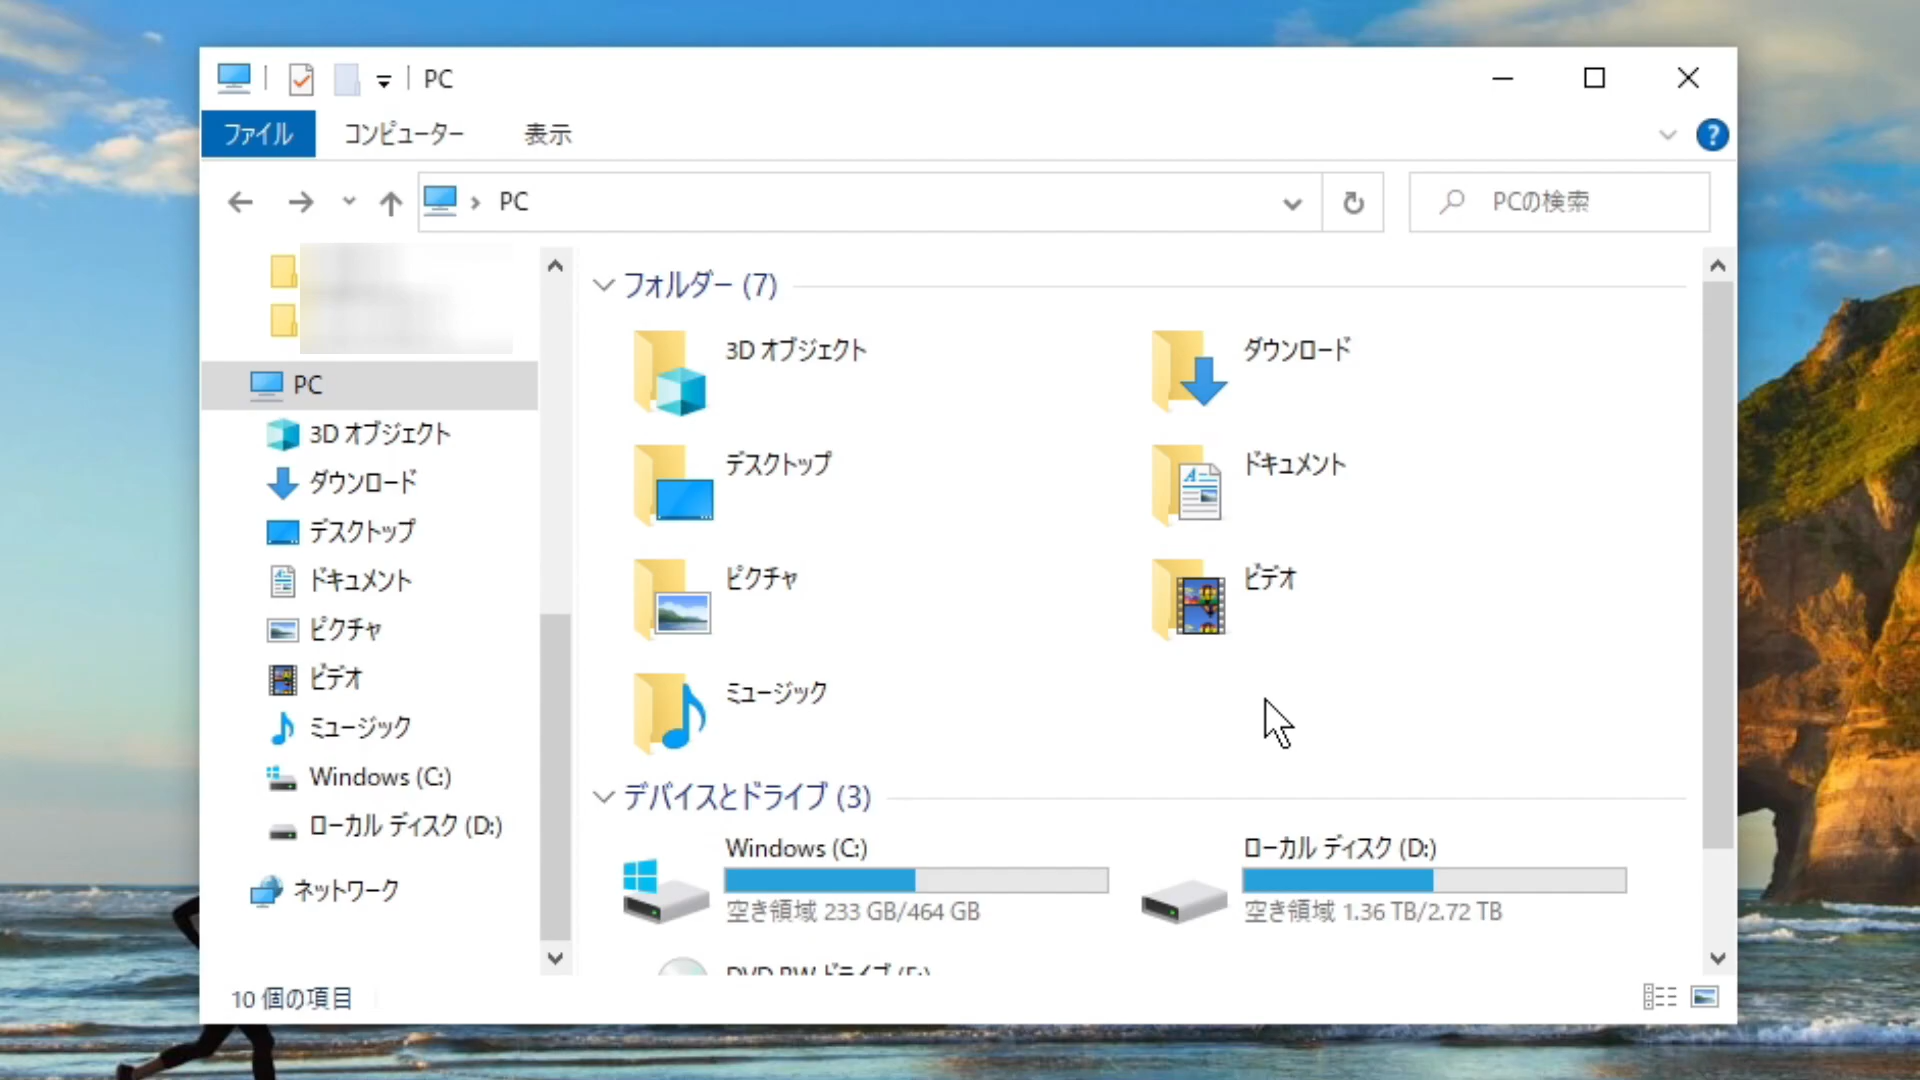 PC
ファイル コンピューター 表示
PC PCの検索
PC
3D オブジェクト
ダウンロード
デスクトップ
ドキュメント
ピクチャ
ビデオ
ミュージック
Windows (C:)
ローカル ディスク (D:)
ネットワーク
フォルダー (7)
3D オブジェクト
ダウンロード
デスクトップ
ドキュメント
ピクチャ
ビデオ
ミュージック
デバイスとドライブ (3)
Windows (C:)
空き領域 233 GB/464 GB
ローカル ディスク (D:)
空き領域 1.36 TB/2.72 TB
DVD RW ドライブ
10 個の項目